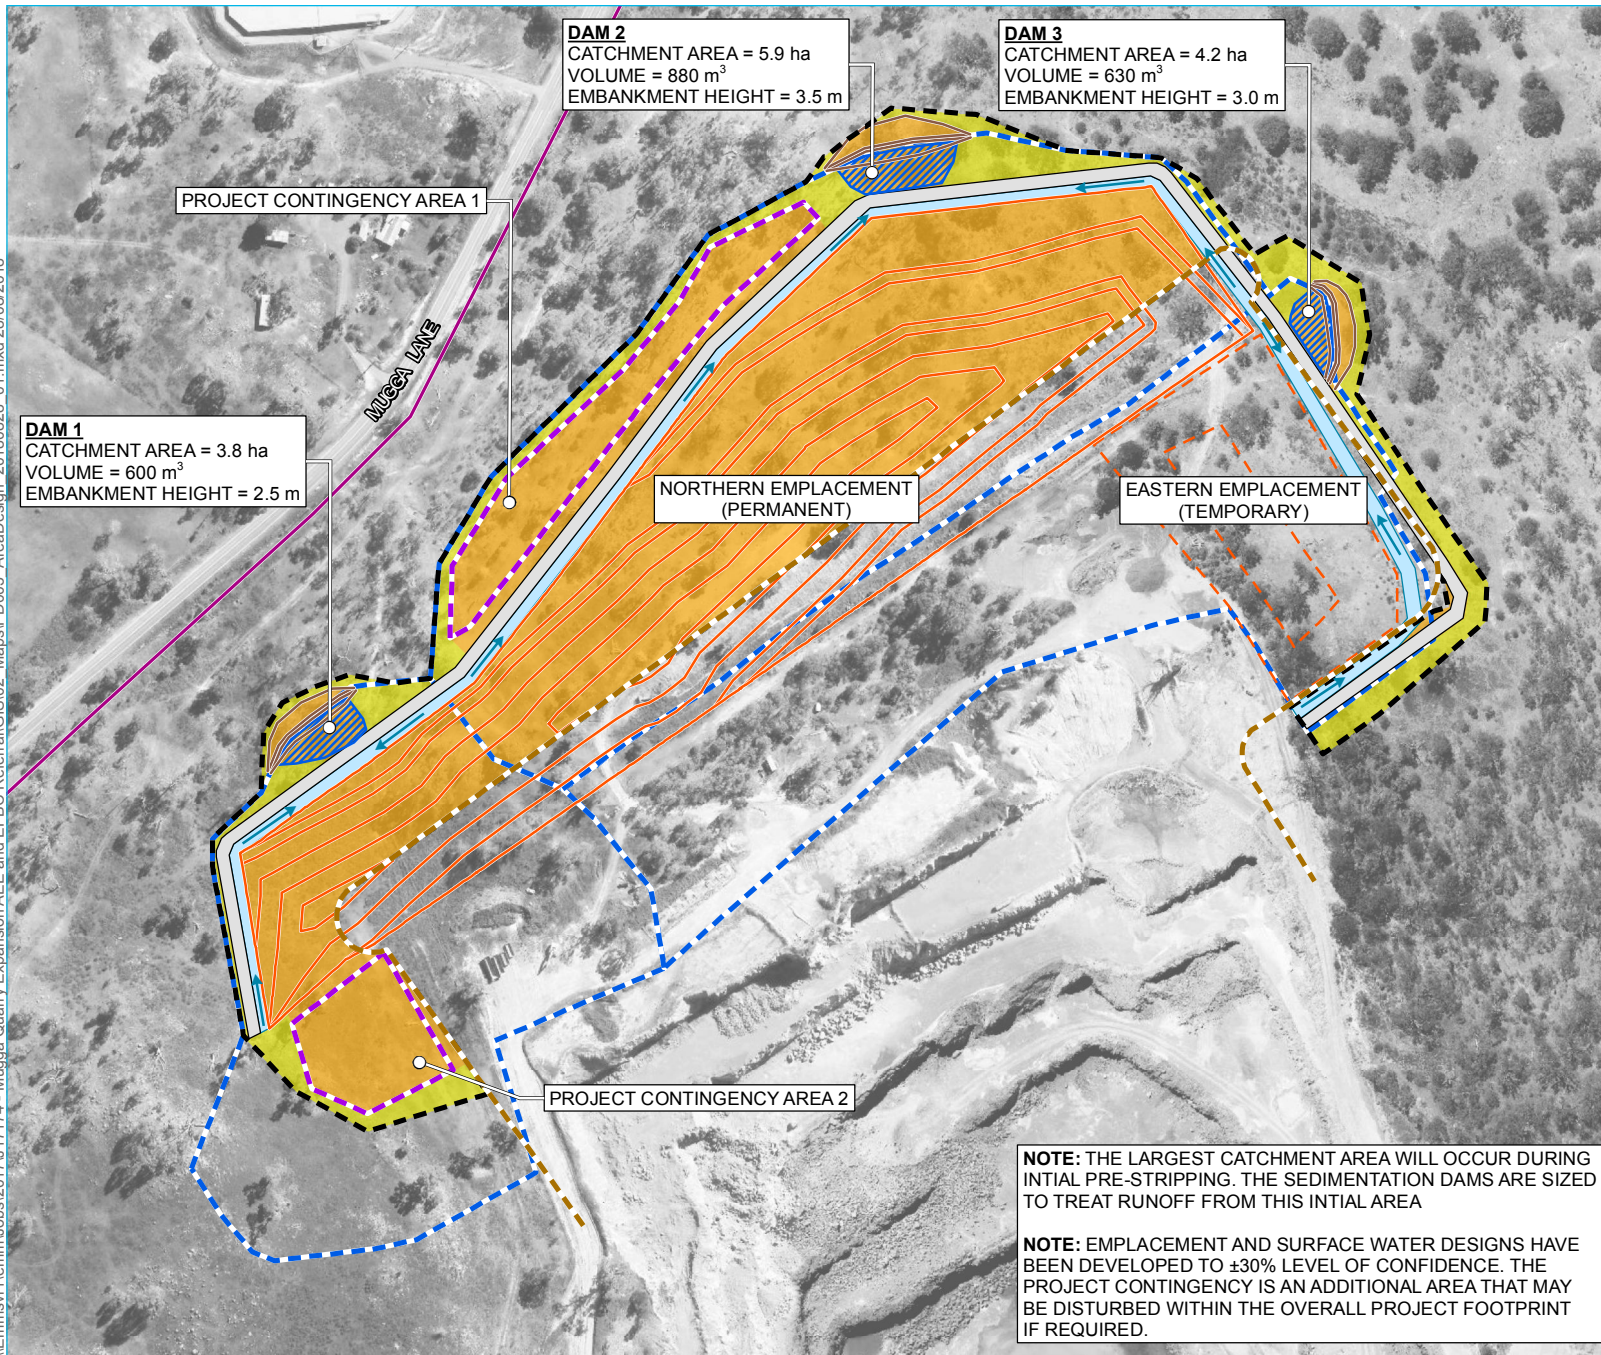 DAM 2
CATCHMENT AREA = 5.9 ha
VOLUME = 880 m³
EMBANKMENT HEIGHT = 3.5 m
DAM 3
CATCHMENT AREA = 4.2 ha
VOLUME = 630 m³
EMBANKMENT HEIGHT = 3.0 m
PROJECT CONTINGENCY AREA 1
MUGGA LANE
DAM 1
CATCHMENT AREA = 3.8 ha
VOLUME = 600 m³
EMBANKMENT HEIGHT = 2.5 m
NORTHERN EMPLACEMENT
(PERMANENT)
EASTERN EMPLACEMENT
(TEMPORARY)
PROJECT CONTINGENCY AREA 2
NOTE: THE LARGEST CATCHMENT AREA WILL OCCUR DURING
INTIAL PRE-STRIPPING. THE SEDIMENTATION DAMS ARE SIZED
TO TREAT RUNOFF FROM THIS INTIAL AREA
NOTE: EMPLACEMENT AND SURFACE WATER DESIGNS HAVE
BEEN DEVELOPED TO ±30% LEVEL OF CONFIDENCE. THE
PROJECT CONTINGENCY IS AN ADDITIONAL AREA THAT MAY
BE DISTURBED WITHIN THE OVERALL PROJECT FOOTPRINT
IF REQUIRED.